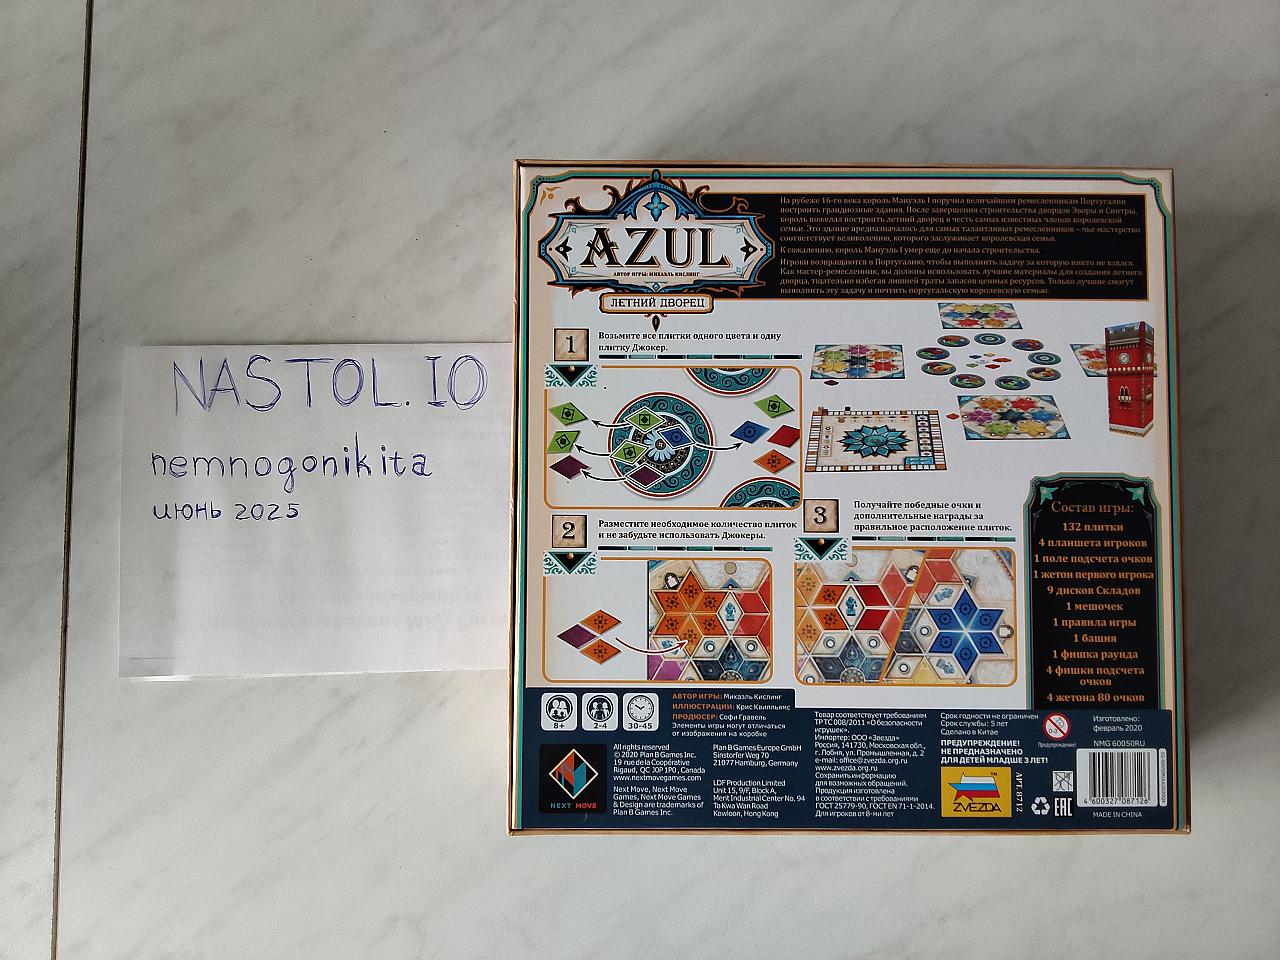 NASTOL.IO
nemnogonikita
июнь 2025
AZUL
АВТОР ИГРЫ: МИХАЭЛЬ КИСЛИНГ
ЛЕТНИЙ ДВОРЕЦ
На рубеже 16-го века король Мануэль I поручил величайшим ремесленникам Португалии
построить грандиозные здания. После завершения строительства дворцов Эворы и Синтры,
король пожелал построить летний дворец в честь самых известных членов королевской
семьи. Это здание предназначалось для самых талантливых ремесленников – чье мастерство
соответствует великолепию, которого заслуживает королевская семья.
К сожалению, король Мануэль I умер еще до начала строительства.
Игроки возвращаются в Португалию, чтобы выполнить задачу за которую никто не взялся.
Как мастер-ремесленник, вы должны использовать лучшие материалы для создания летнего
дворца, тщательно избегая лишней траты запасов ценных ресурсов. Только лучшие смогут
выполнить эту задачу и почтить португальскую королевскую семью.
1
Возьмите все плитки одного цвета и одну
плитку Джокер.
2
Разместите необходимое количество плиток
и не забудьте использовать Джокеры.
3
Получайте победные очки и
дополнительные награды за
правильное расположение плиток.
Состав игры:
132 плитки
4 планшета игроков
1 поле подсчета очков
1 жетон первого игрока
9 дисков Складов
1 мешочек
1 правила игры
1 башня
1 фишка раунда
4 фишки подсчета
очков
4 жетона 80 очков
8+
2-4
30-45
АВТОР ИГРЫ: Михаэль Кислинг
ИЛЛЮСТРАЦИИ: Крис Квилльямс
ПРОДЮСЕР: Софи Гравель
Элементы игры могут отличаться
от изображения на коробке
NEXT MOVE
All rights reserved
© 2020 Plan B Games Inc.
19 rue de la Coopérative
Rigaud, QC J0P 1P0, Canada
www.nextmovegames.com
Next Move, Next Move
Games, Next Move Games
& Design are trademarks of
Plan B Games Inc.
Plan B Games Europe GmbH
Sinstorfer Weg 70
21077 Hamburg, Germany
LDF Production Limited
Unit 15, 9/F, Block A,
Merit Industrial Center No. 94
To Kwa Wan Road
Kowloon, Hong Kong
Товар соответствует требованиям
ТР ТС 008/2011 «О безопасности
игрушек».
Импортер: ООО «Звезда»
Россия, 141730, Московская обл.,
г. Лобня, ул. Промышленная, д. 2
e-mail: office@zvezda.org.ru
www.zvezda.org.ru
Сохранить информацию
для возможных обращений.
Продукция изготовлена
в соответствии с требованиями
ГОСТ 25779-90, ГОСТ EN 71-1-2014.
Для игроков от 8-ми лет
Срок годности не ограничен
Срок службы: 5 лет
Сделано в Китае
ПРЕДУПРЕЖДЕНИЕ!
НЕ ПРЕДНАЗНАЧЕНО
ДЛЯ ДЕТЕЙ МЛАДШЕ 3 ЛЕТ!
0-3
Предупреждение!
ZVEZDA
TM
АРТ. 8712
EAC
Изготовлено:
февраль 2020
NMG 60050RU
4 600327 087126
MADE IN CHINA